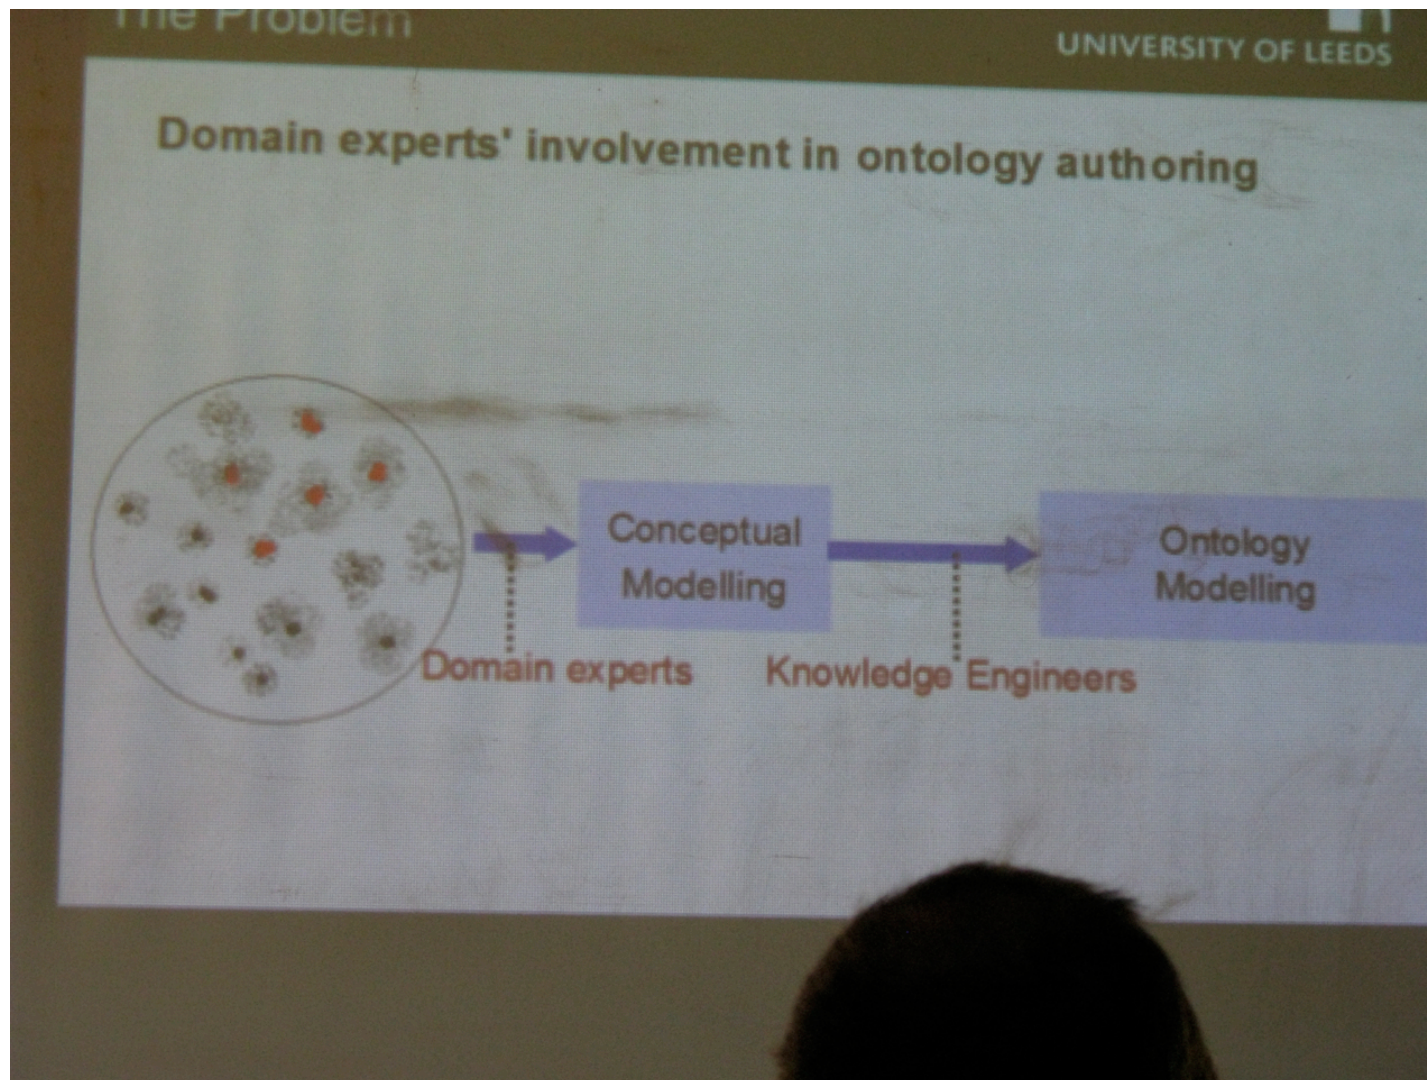 The Problem
UNIVERSITY OF LEEDS
Domain experts' involvement in ontology authoring
Conceptual
Modelling
Ontology
Modelling
Domain experts
Knowledge Engineers